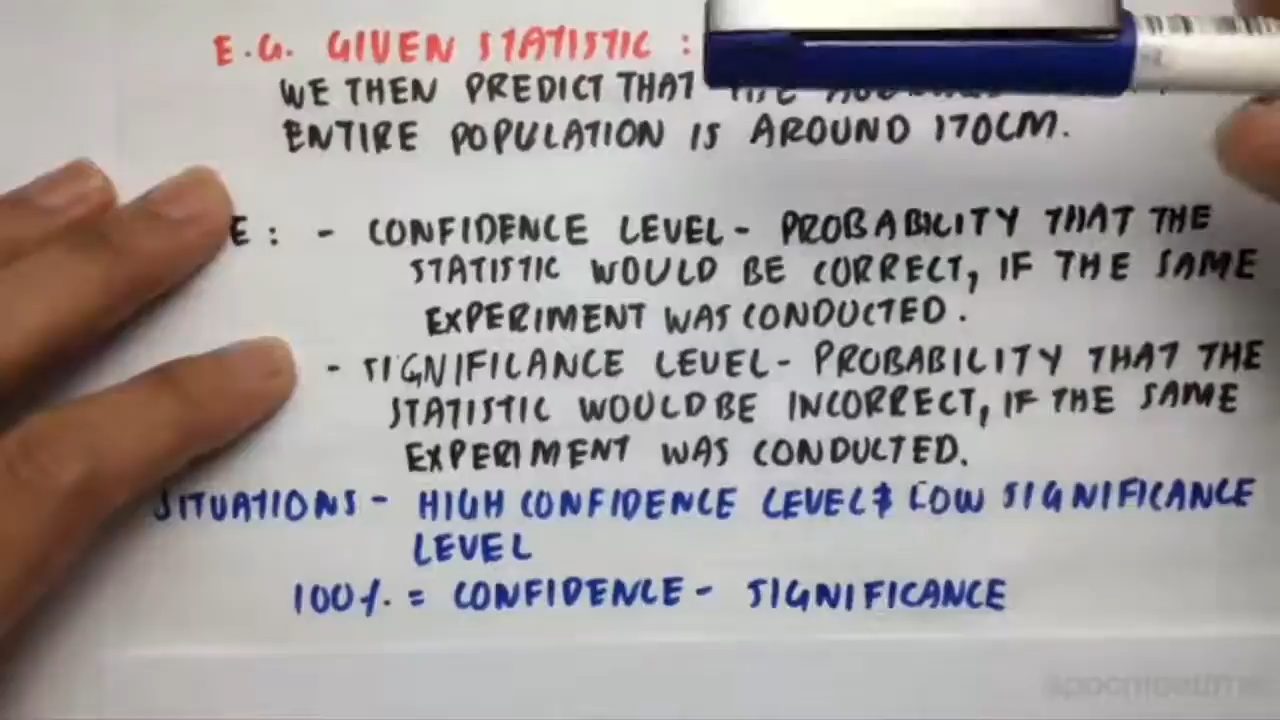 E.G. GIVEN STATISTIC :
WE THEN PREDICT THAT THE
ENTIRE POPULATION IS AROUND 170CM.
E : - CONFIDENCE LEVEL - PROBABILITY THAT THE
STATISTIC WOULD BE CORRECT, IF THE SAME
EXPERIMENT WAS CONDUCTED.
- SIGNIFICANCE LEVEL - PROBABILITY THAT THE
STATISTIC WOULD BE INCORRECT, IF THE SAME
EXPERIMENT WAS CONDUCTED.
SITUATIONS - HIGH CONFIDENCE LEVEL & LOW SIGNIFICANCE
LEVEL
100% = CONFIDENCE - SIGNIFICANCE